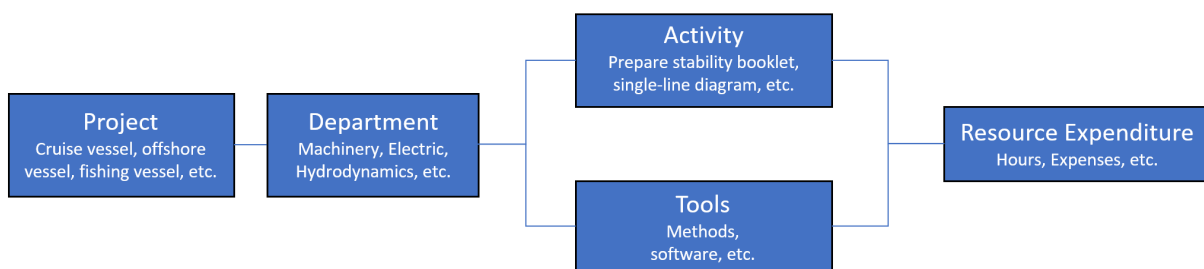 Project
Cruise vessel, offshore
vessel, fishing vessel, etc.
Department
Machinery, Electric,
Hydrodynamics, etc.
Activity
Prepare stability booklet,
single-line diagram, etc.
Tools
Methods,
software, etc.
Resource Expenditure
Hours, Expenses, etc.